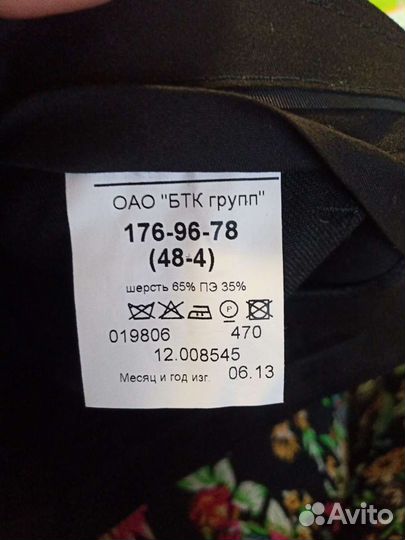 ОАО "БТК групп"
176-96-78
(48-4)
шерсть 65% ПЭ 35%
P
019806 470
12.008545
Месяц и год изг. 06.13
Avito